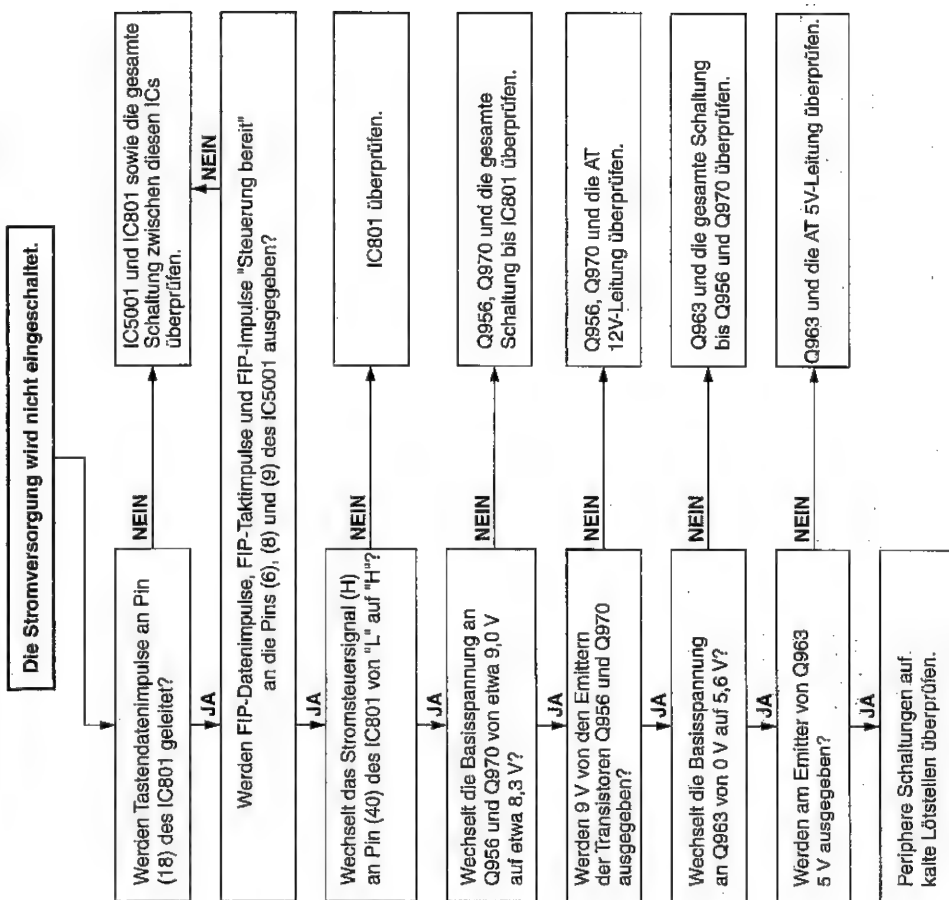 Die Stromversorgung wird nicht eingeschaltet.
Werden Tastendatenimpulse an Pin
(18) des IC801 geleitet?
NEIN
IC5001 und IC801 sowie die gesamte
Schaltung zwischen diesen ICs
überprüfen.
JA
NEIN
Werden FIP-Datenimpulse, FIP-Taktimpulse und FIP-Impulse "Steuerung bereit"
an die Pins (6), (8) und (9) des IC5001 ausgegeben?
JA
Wechselt das Stromsteuersignal (H)
an Pin (40) des IC801 von "L" auf "H"?
NEIN
IC801 überprüfen.
JA
Wechselt die Basisspannung an
Q956 und Q970 von etwa 9,0 V
auf etwa 8,3 V?
NEIN
Q956, Q970 und die gesamte
Schaltung bis IC801 überprüfen.
JA
Werden 9 V von den Emittern
der Transistoren Q956 und Q970
ausgegeben?
NEIN
Q956, Q970 und die AT
12V-Leitung überprüfen.
JA
Wechselt die Basisspannung
an Q963 von 0 V auf 5,6 V?
NEIN
Q963 und die gesamte Schaltung
bis Q956 und Q970 überprüfen.
JA
Werden am Emitter von Q963
5 V ausgegeben?
NEIN
Q963 und die AT 5V-Leitung überprüfen.
JA
Periphere Schaltungen auf
kalte Lötstellen überprüfen.